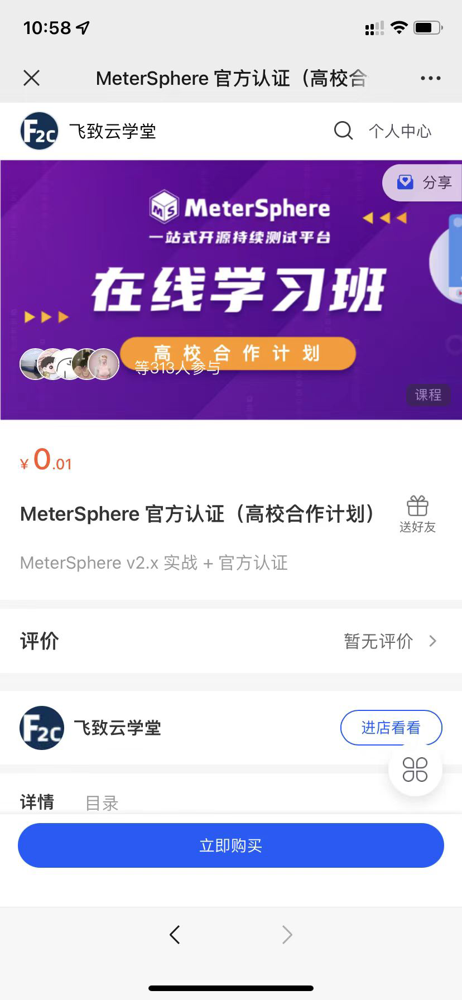 10:58
MeterSphere 官方认证（高校合
F2C 飞致云学堂
个人中心
分享
MS MeterSphere
一站式开源持续测试平台
在线学习班
高校合作计划
等313人参与
课程
¥0.01
MeterSphere 官方认证（高校合作计划）
送好友
MeterSphere v2.x 实战 + 官方认证
评价
暂无评价
F2C 飞致云学堂
进店看看
详情
目录
立即购买